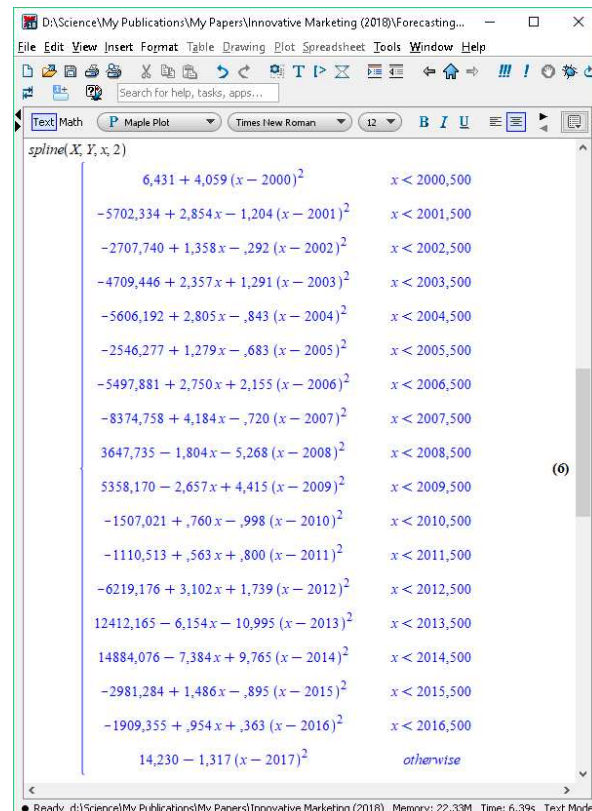 D:\Science\My Publications\My Papers\Innovative Marketing (2018)\Forecasting...
File Edit View Insert Format Table Drawing Plot Spreadsheet Tools Window Help
Search for help, tasks, apps...
Text Math P Maple Plot Times New Roman 12 B I U
spline(X, Y, x, 2)
6,431 + 4,059 (x − 2000)² x < 2000,500
−5702,334 + 2,854 x − 1,204 (x − 2001)² x < 2001,500
−2707,740 + 1,358 x − ,292 (x − 2002)² x < 2002,500
−4709,446 + 2,357 x + 1,291 (x − 2003)² x < 2003,500
−5606,192 + 2,805 x − ,843 (x − 2004)² x < 2004,500
−2546,277 + 1,279 x − ,683 (x − 2005)² x < 2005,500
−5497,881 + 2,750 x + 2,155 (x − 2006)² x < 2006,500
−8374,758 + 4,184 x − ,720 (x − 2007)² x < 2007,500
3647,735 − 1,804 x − 5,268 (x − 2008)² x < 2008,500
(6)
5358,170 − 2,657 x + 4,415 (x − 2009)² x < 2009,500
−1507,021 + ,760 x − ,998 (x − 2010)² x < 2010,500
−1110,513 + ,563 x + ,800 (x − 2011)² x < 2011,500
−6219,176 + 3,102 x + 1,739 (x − 2012)² x < 2012,500
12412,165 − 6,154 x − 10,995 (x − 2013)² x < 2013,500
14884,076 − 7,384 x + 9,765 (x − 2014)² x < 2014,500
−2981,284 + 1,486 x − ,895 (x − 2015)² x < 2015,500
−1909,355 + ,954 x + ,363 (x − 2016)² x < 2016,500
14,230 − 1,317 (x − 2017)² otherwise
Ready d:\Science\My Publications\My Papers\Innovative Marketing (2018) Memory: 22.33M Time: 6.39s Text Mode